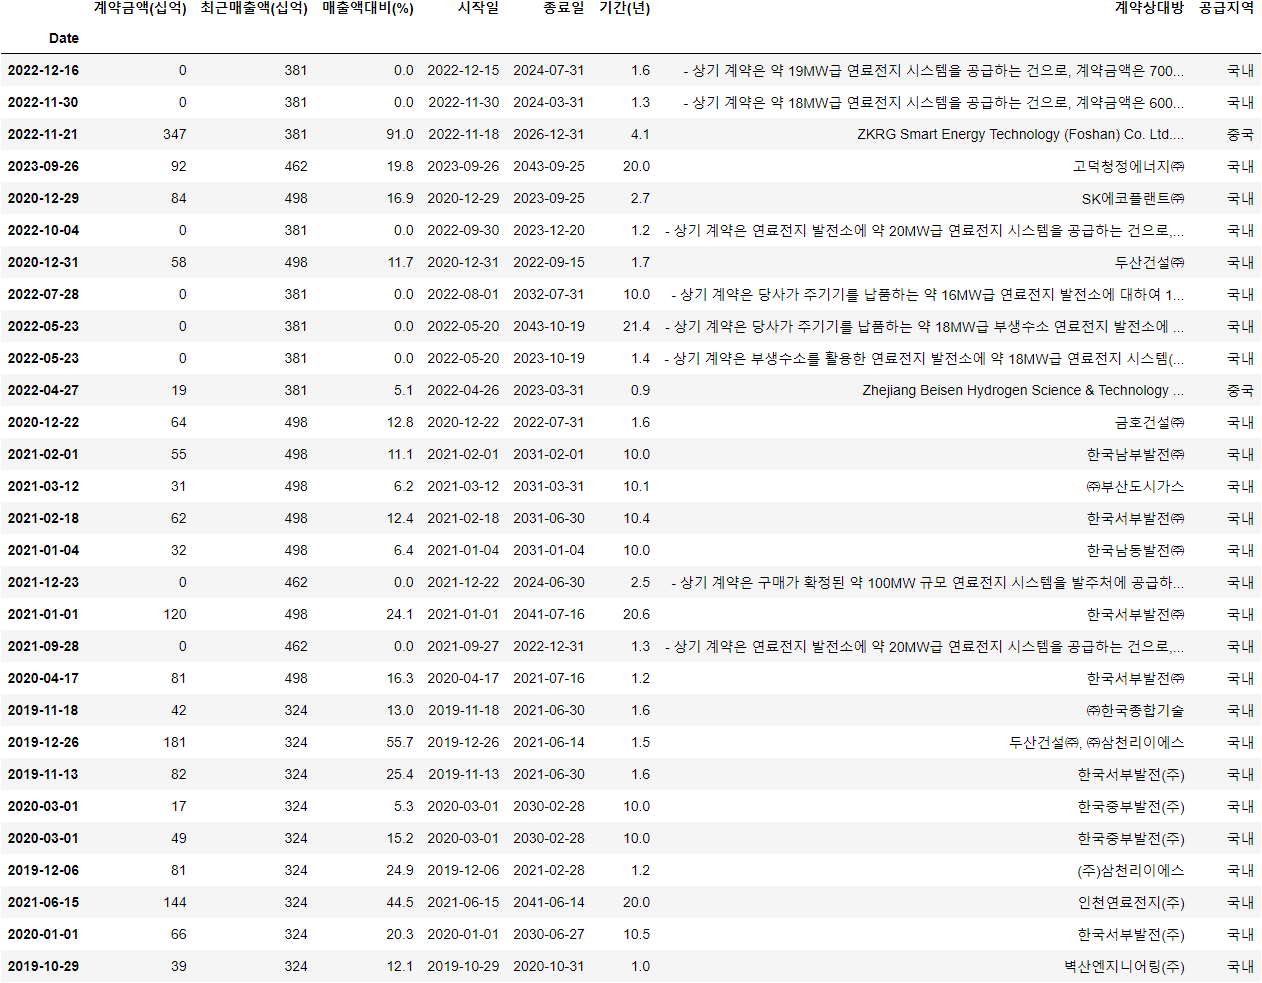 계약금액(십억) 최근매출액(십억) 매출액대비(%) 시작일 종료일 기간(년) 계약상대방 공급지역
Date
2022-12-16 0 381 0.0 2022-12-15 2024-07-31 1.6 - 상기 계약은 약 19MW급 연료전지 시스템을 공급하는 건으로, 계약금액은 700... 국내
2022-11-30 0 381 0.0 2022-11-30 2024-03-31 1.3 - 상기 계약은 약 18MW급 연료전지 시스템을 공급하는 건으로, 계약금액은 600... 국내
2022-11-21 347 381 91.0 2022-11-18 2026-12-31 4.1 ZKRG Smart Energy Technology (Foshan) Co. Ltd.... 중국
2023-09-26 92 462 19.8 2023-09-26 2043-09-25 20.0 고덕청정에너지㈜ 국내
2020-12-29 84 498 16.9 2020-12-29 2023-09-25 2.7 SK에코플랜트㈜ 국내
2022-10-04 0 381 0.0 2022-09-30 2023-12-20 1.2 - 상기 계약은 연료전지 발전소에 약 20MW급 연료전지 시스템을 공급하는 건으로,... 국내
2020-12-31 58 498 11.7 2020-12-31 2022-09-15 1.7 두산건설㈜ 국내
2022-07-28 0 381 0.0 2022-08-01 2032-07-31 10.0 - 상기 계약은 당사가 주기기를 납품하는 약 16MW급 연료전지 발전소에 대하여 1... 국내
2022-05-23 0 381 0.0 2022-05-20 2043-10-19 21.4 - 상기 계약은 당사가 주기기를 납품하는 약 18MW급 부생수소 연료전지 발전소에 ... 국내
2022-05-23 0 381 0.0 2022-05-20 2023-10-19 1.4 - 상기 계약은 부생수소를 활용한 연료전지 발전소에 약 18MW급 연료전지 시스템(... 국내
2022-04-27 19 381 5.1 2022-04-26 2023-03-31 0.9 Zhejiang Beisen Hydrogen Science & Technology ... 중국
2020-12-22 64 498 12.8 2020-12-22 2022-07-31 1.6 금호건설㈜ 국내
2021-02-01 55 498 11.1 2021-02-01 2031-02-01 10.0 한국남부발전㈜ 국내
2021-03-12 31 498 6.2 2021-03-12 2031-03-31 10.1 ㈜부산도시가스 국내
2021-02-18 62 498 12.4 2021-02-18 2031-06-30 10.4 한국서부발전㈜ 국내
2021-01-04 32 498 6.4 2021-01-04 2031-01-04 10.0 한국남동발전㈜ 국내
2021-12-23 0 462 0.0 2021-12-22 2024-06-30 2.5 - 상기 계약은 구매가 확정된 약 100MW 규모 연료전지 시스템을 발주처에 공급하... 국내
2021-01-01 120 498 24.1 2021-01-01 2041-07-16 20.6 한국서부발전㈜ 국내
2021-09-28 0 462 0.0 2021-09-27 2022-12-31 1.3 - 상기 계약은 연료전지 발전소에 약 20MW급 연료전지 시스템을 공급하는 건으로,... 국내
2020-04-17 81 498 16.3 2020-04-17 2021-07-16 1.2 한국서부발전㈜ 국내
2019-11-18 42 324 13.0 2019-11-18 2021-06-30 1.6 ㈜한국종합기술 국내
2019-12-26 181 324 55.7 2019-12-26 2021-06-14 1.5 두산건설㈜, ㈜삼천리이에스 국내
2019-11-13 82 324 25.4 2019-11-13 2021-06-30 1.6 한국서부발전(주) 국내
2020-03-01 17 324 5.3 2020-03-01 2030-02-28 10.0 한국중부발전(주) 국내
2020-03-01 49 324 15.2 2020-03-01 2030-02-28 10.0 한국중부발전(주) 국내
2019-12-06 81 324 24.9 2019-12-06 2021-02-28 1.2 (주)삼천리이에스 국내
2021-06-15 144 324 44.5 2021-06-15 2041-06-14 20.0 인천연료전지(주) 국내
2020-01-01 66 324 20.3 2020-01-01 2030-06-27 10.5 한국서부발전(주) 국내
2019-10-29 39 324 12.1 2019-10-29 2020-10-31 1.0 벽산엔지니어링(주) 국내